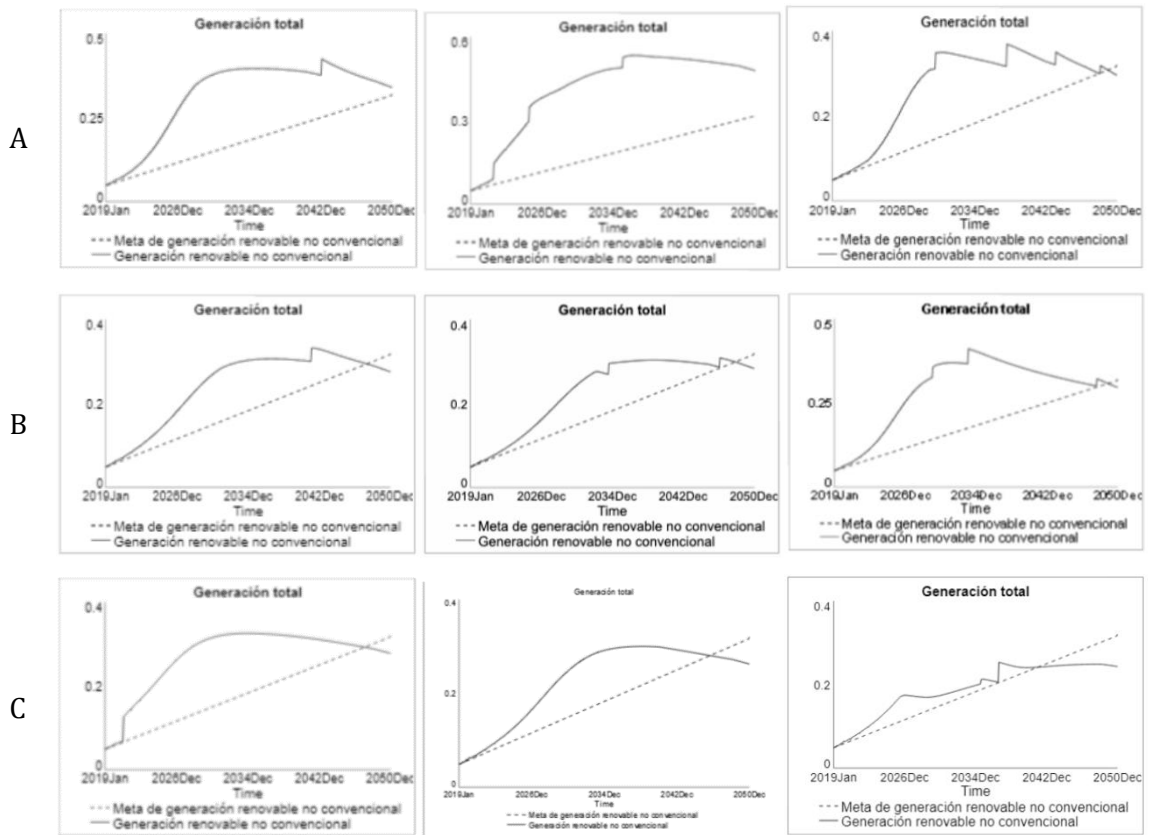 A
Generación total
0.5
0.25
0
2019Jan 2026Dec 2034Dec 2042Dec 2050Dec
Time
Meta de generación renovable no convencional
Generación renovable no convencional
Generación total
0.6
0.3
0
2019Jan 2026Dec 2034Dec 2042Dec 2050Dec
Time
Meta de generación renovable no convencional
Generación renovable no convencional
Generación total
0.4
0.2
0
2019Jan 2026Dec 2034Dec 2042Dec 2050Dec
Time
Meta de generación renovable no convencional
Generación renovable no convencional
B
Generación total
0.4
0.2
0
2019Jan 2026Dec 2034Dec 2042Dec 2050Dec
Time
Meta de generación renovable no convencional
Generación renovable no convencional
Generación total
0.4
0.2
0
2019Jan 2026Dec 2034Dec 2042Dec 2050Dec
Time
Meta de generación renovable no convencional
Generación renovable no convencional
Generación total
0.5
0.25
0
2019Jan 2026Dec 2034Dec 2042Dec 2050Dec
Time
Meta de generación renovable no convencional
Generación renovable no convencional
C
Generación total
0.4
0.2
0
2019Jan 2026Dec 2034Dec 2042Dec 2050Dec
Time
Meta de generación renovable no convencional
Generación renovable no convencional
Generación total
0.4
0.2
0
2019Jan 2026Dec 2034Dec 2042Dec 2050Dec
Time
Meta de generación renovable no convencional
Generación renovable no convencional
Generación total
0.4
0.2
0
2019Jan 2026Dec 2034Dec 2042Dec 2050Dec
Time
Meta de generación renovable no convencional
Generación renovable no convencional